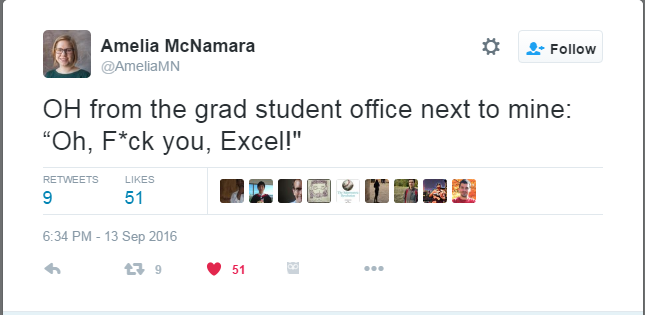 Amelia McNamara
@AmeliaMN
Follow
OH from the grad student office next to mine:
“Oh, F*ck you, Excel!"
RETWEETS LIKES
9 51
6:34 PM - 13 Sep 2016
9 51